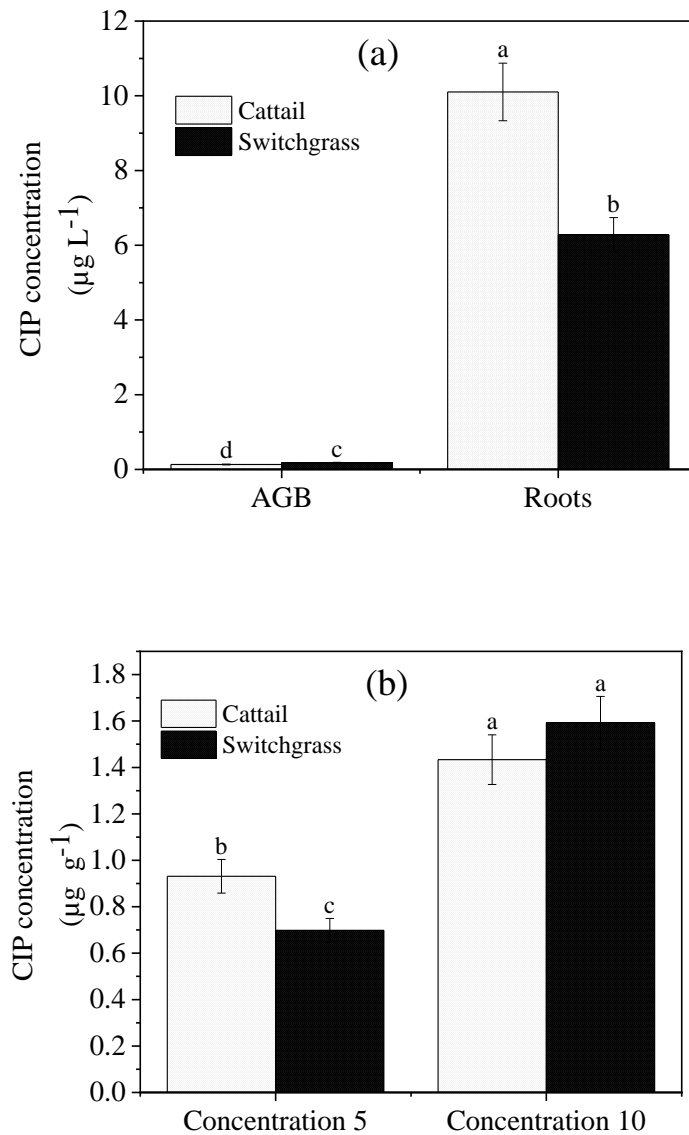 12
(a)
a
10
Cattail
Switchgrass
8
b
6
CIP concentration
(µg L-1)
4
2
d
c
0
AGB
Roots
1.8
(b)
Cattail
a
a
1.6
Switchgrass
1.4
1.2
b
1.0
c
0.8
CIP concentration
(µg g-1)
0.6
0.4
0.2
0.0
Concentration 5
Concentration 10